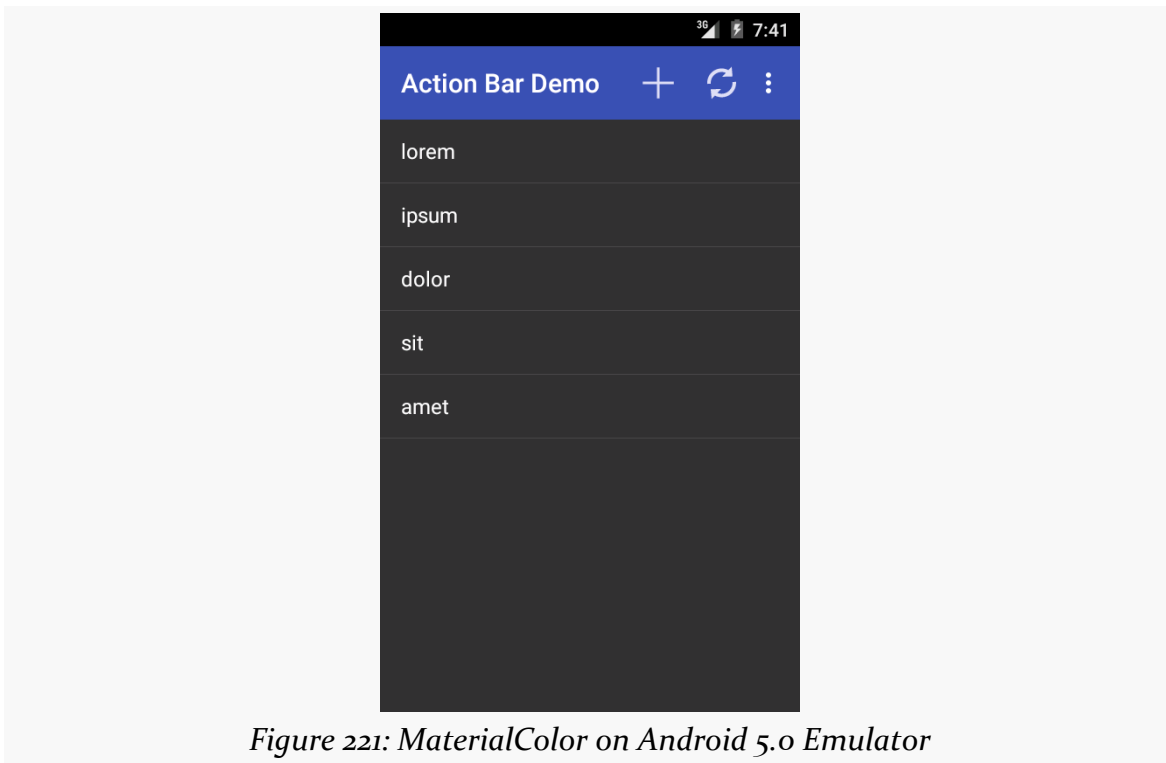 3G 7:41
Action Bar Demo
lorem
ipsum
dolor
sit
amet
Figure 221: MaterialColor on Android 5.0 Emulator